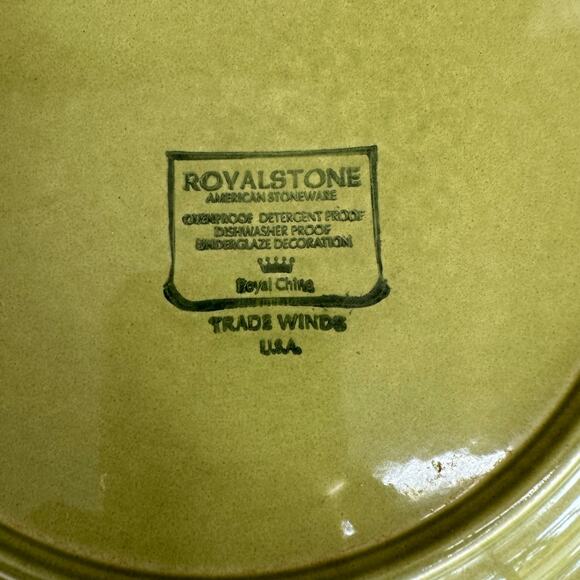 ROYALSTONE
AMERICAN STONEWARE
OVENPROOF DETERGENT PROOF
DISHWASHER PROOF
UNDERGLAZE DECORATION
Royal China
TRADE WINDS
U.S.A.